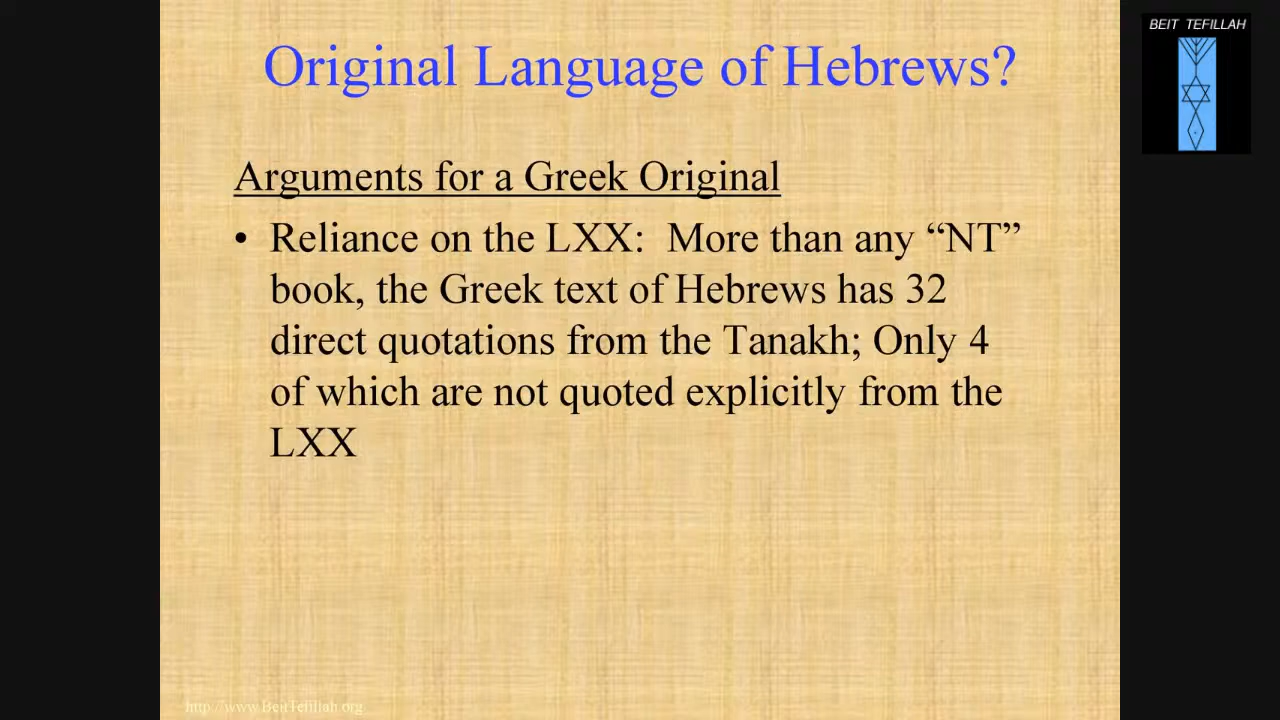 BEIT TEFILLAH
Original Language of Hebrews?
Arguments for a Greek Original
• Reliance on the LXX: More than any “NT”
book, the Greek text of Hebrews has 32
direct quotations from the Tanakh; Only 4
of which are not quoted explicitly from the
LXX
http://www.BeitTefillah.org